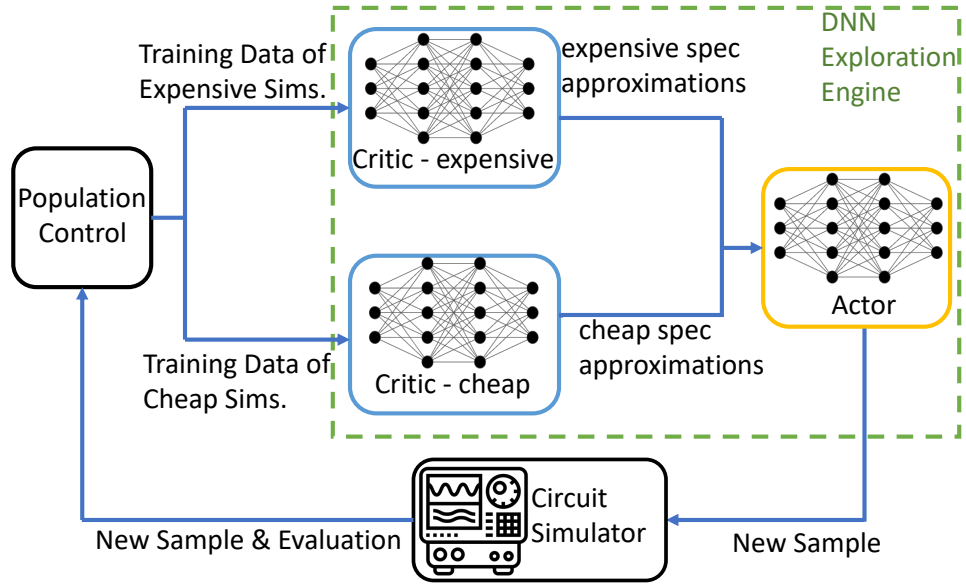 Training Data of
Expensive Sims.
expensive spec
approximations
DNN
Exploration
Engine
Critic - expensive
Population
Control
Actor
Training Data of
Cheap Sims.
Critic - cheap
cheap spec
approximations
Circuit
Simulator
New Sample & Evaluation
New Sample